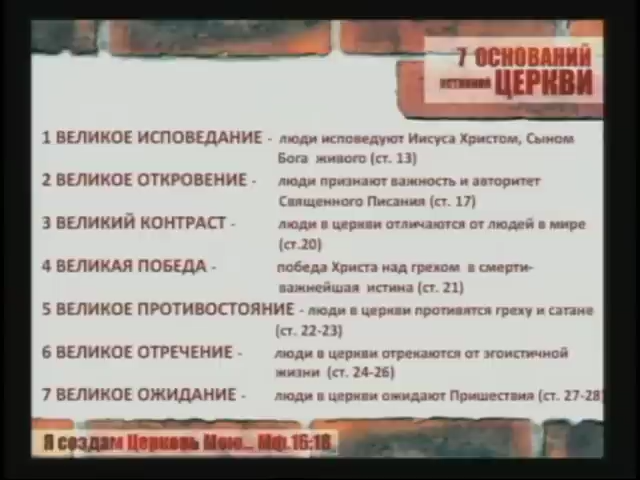 7 ОСНОВАНИЙ
истинной ЦЕРКВИ
1 ВЕЛИКОЕ ИСПОВЕДАНИЕ - люди исповедуют Иисуса Христом, Сыном
Бога живого (ст. 13)
2 ВЕЛИКОЕ ОТКРОВЕНИЕ - люди признают важность и авторитет
Священного Писания (ст. 17)
3 ВЕЛИКИЙ КОНТРАСТ - люди в церкви отличаются от людей в мире
(ст.20)
4 ВЕЛИКАЯ ПОБЕДА - победа Христа над грехом в смерти-
важнейшая истина (ст. 21)
5 ВЕЛИКОЕ ПРОТИВОСТОЯНИЕ - люди в церкви противятся греху и сатане
(ст. 22-23)
6 ВЕЛИКОЕ ОТРЕЧЕНИЕ - люди в церкви отрекаются от эгоистичной
жизни (ст. 24-26)
7 ВЕЛИКОЕ ОЖИДАНИЕ - люди в церкви ожидают Пришествия (ст. 27-28)
Я создам Церковь Мою... Мф.16:18